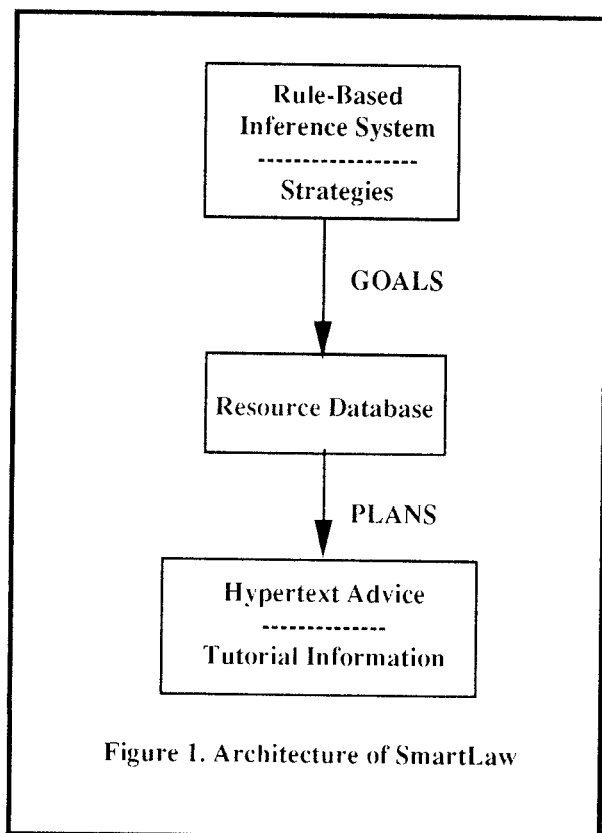 Rule-Based
Inference System
------------------
Strategies
GOALS
Resource Database
PLANS
Hypertext Advice
--------------
Tutorial Information
Figure 1. Architecture of SmartLaw